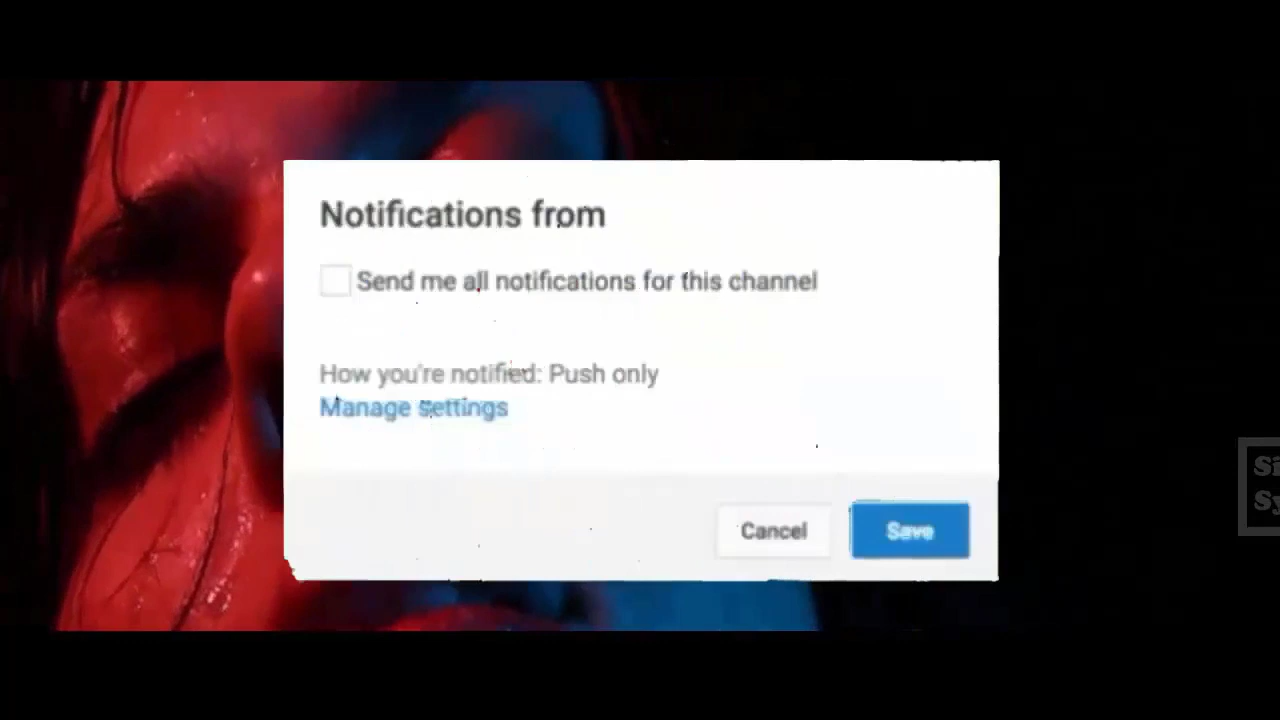 Notifications from
Send me all notifications for this channel
How you're notified: Push only
Manage settings
Cancel
Save